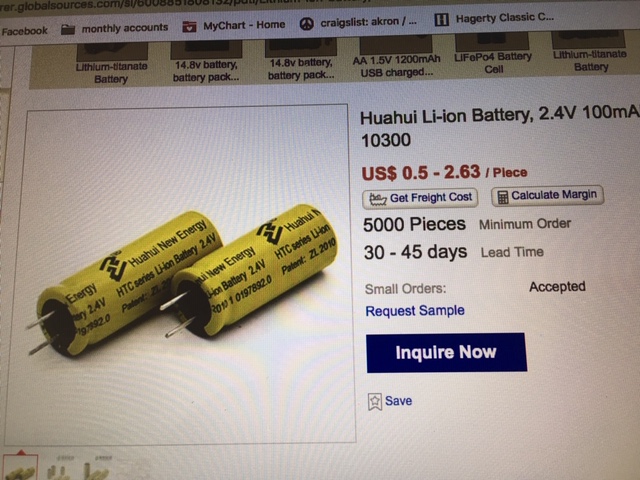 rer.globalsources.com/si/6008851808132/pdtl/Lithium-ion-battery/
Facebook monthly accounts MyChart - Home craigslist: akron / ... Hagerty Classic C...
Lithium-titanate
Battery
14.8v battery,
battery pack...
14.8v battery,
battery pack...
AA 1.5V 1200mAh
USB charged...
LiFePo4 Battery
Cell
Lithium-titanate
Battery
Huahui Li-ion Battery, 2.4V 100mA
10300
US$ 0.5 - 2.63 / Piece
Get Freight Cost Calculate Margin
5000 Pieces Minimum Order
30 - 45 days Lead Time
Small Orders: Accepted
Request Sample
Inquire Now
Save
Huahui New Energy
HTC series Li-ion Battery 2.4V
Patent: ZL 2010
Energy
2.4V
Huahui N
HTC series Li-ion
Patent: ZL 2010
New Energy
Battery 2.4V
2010 1 0197892.0